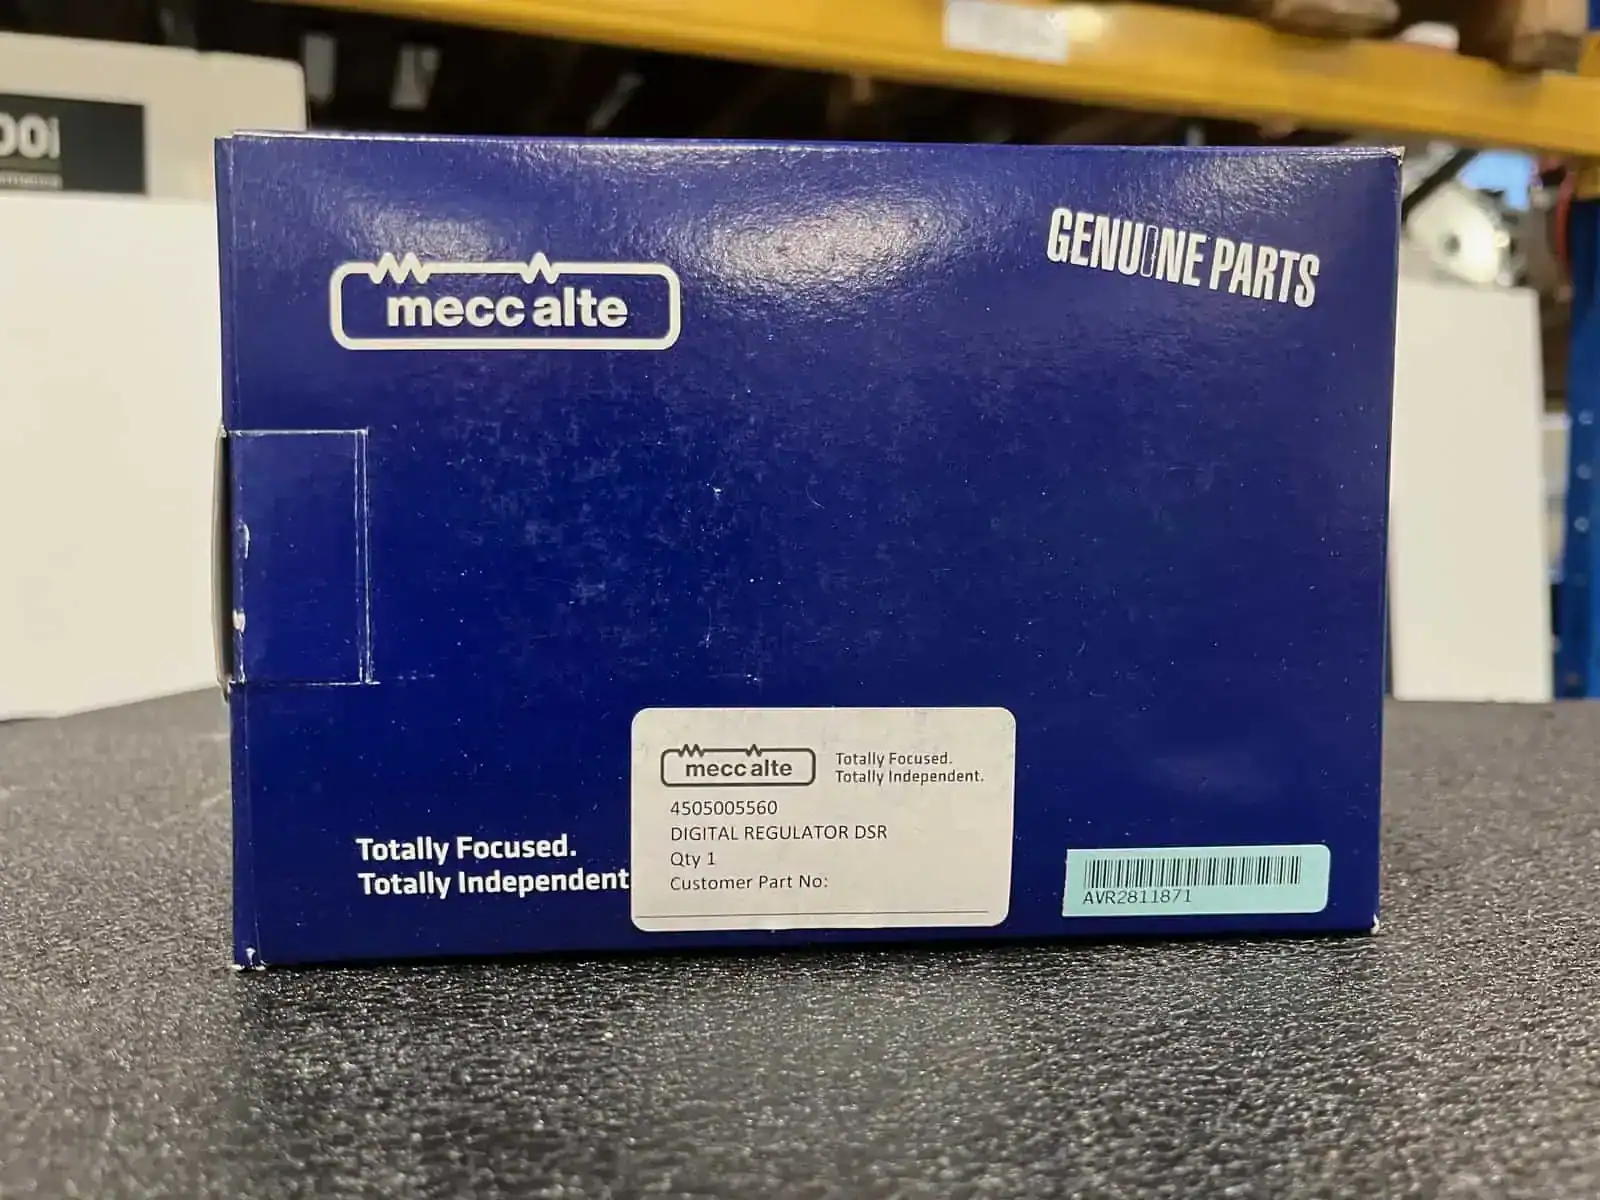 00i
mecc alte
GENUINE PARTS
Totally Focused.
Totally Independent
mecc alte
Totally Focused.
Totally Independent.
4505005560
DIGITAL REGULATOR DSR
Qty 1
Customer Part No:
AVR2811871